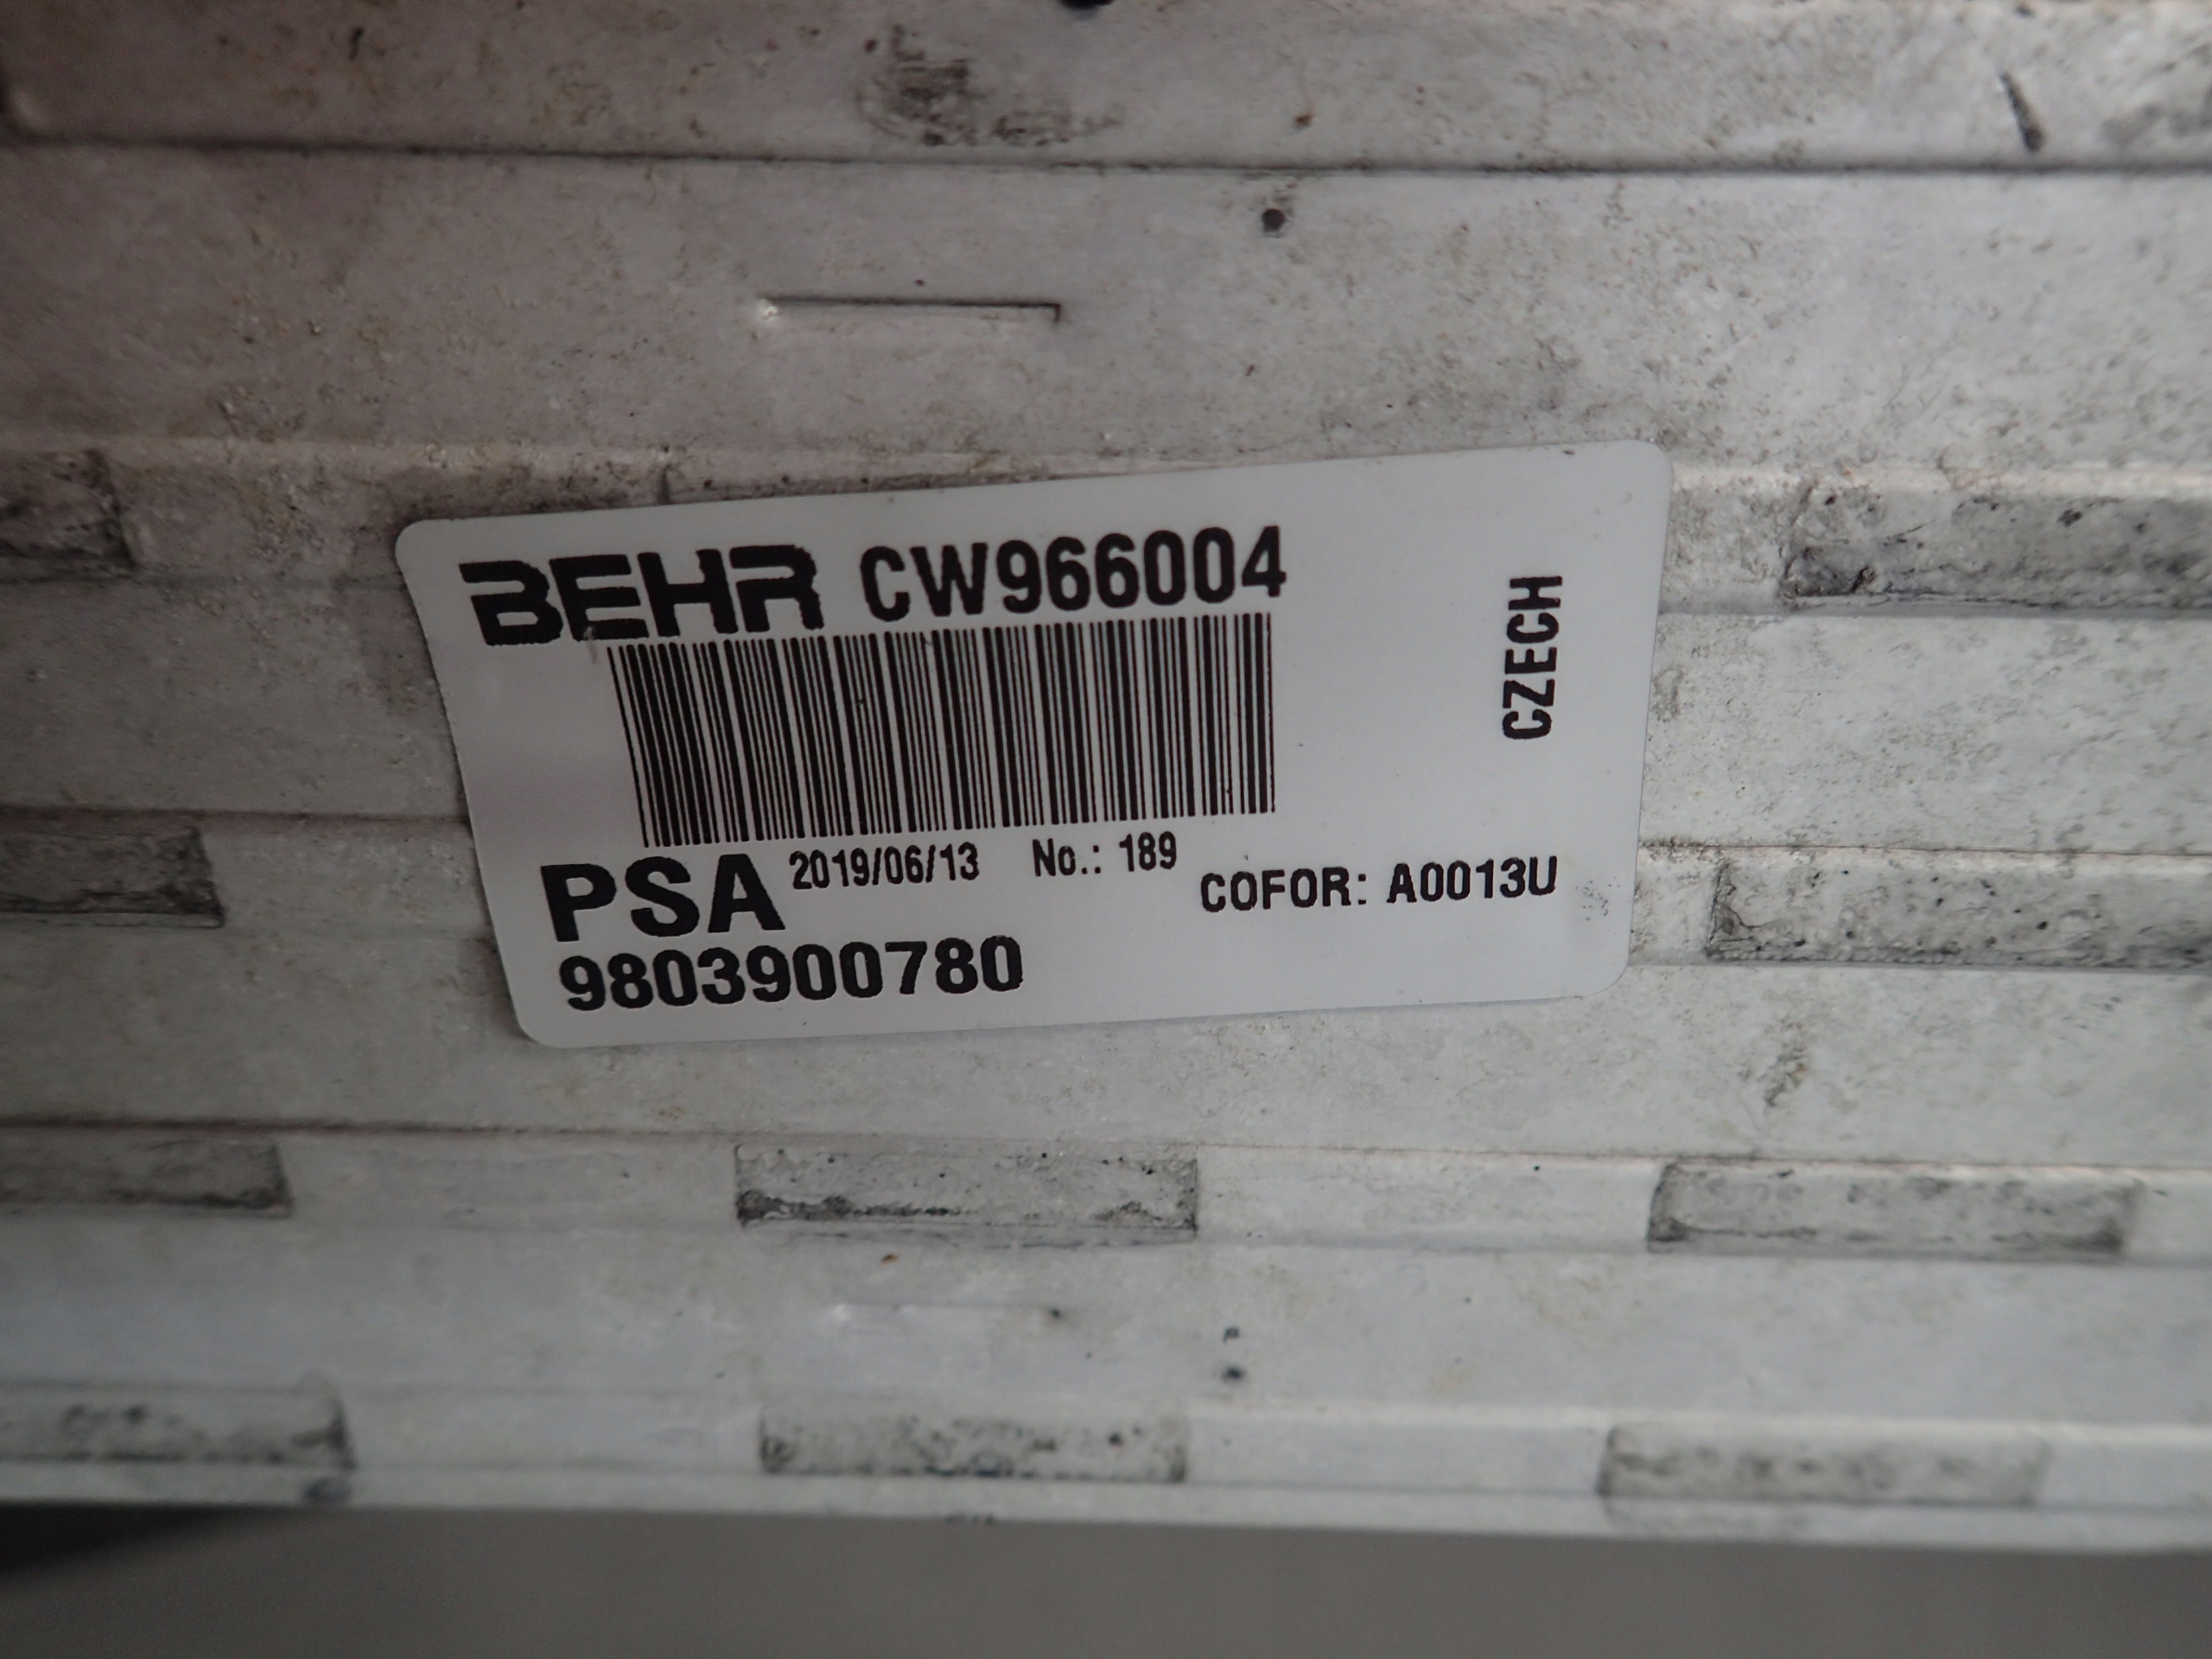 BEHR CW966004
CZECH
PSA 2019/06/13 No.: 189
COFOR: A0013U
9803900780